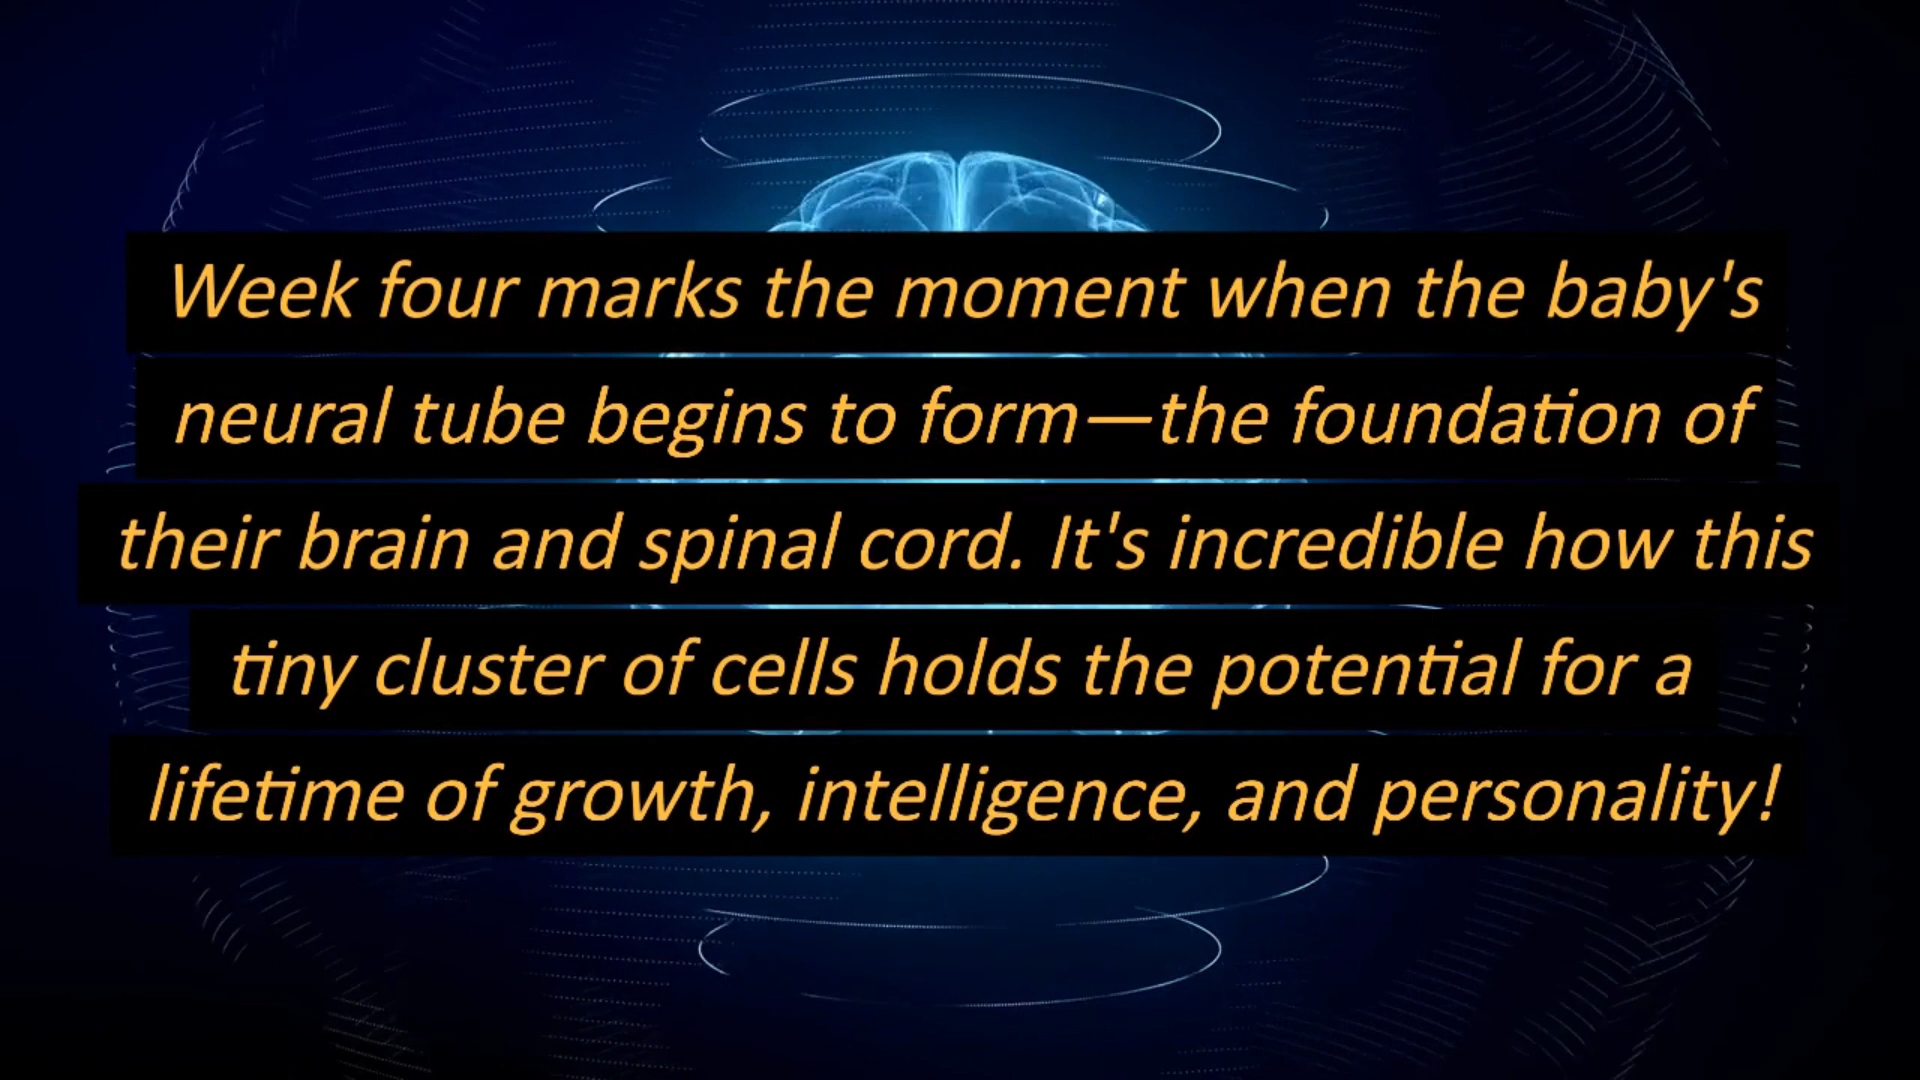 Week four marks the moment when the baby's
neural tube begins to form—the foundation of
their brain and spinal cord. It's incredible how this
tiny cluster of cells holds the potential for a
lifetime of growth, intelligence, and personality!